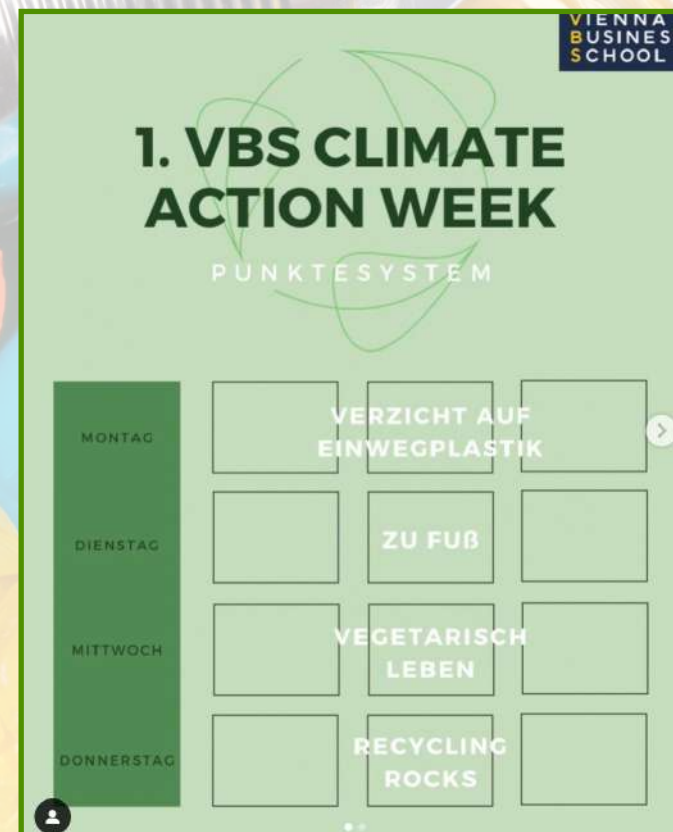 VIENNA
BUSINES
SCHOOL
1. VBS CLIMATE
ACTION WEEK
PUNKTESYSTEM
MONTAG
VERZICHT AUF
EINWEGPLASTIK
DIENSTAG
ZU FUß
MITTWOCH
VEGETARISCH
LEBEN
DONNERSTAG
RECYCLING
ROCKS